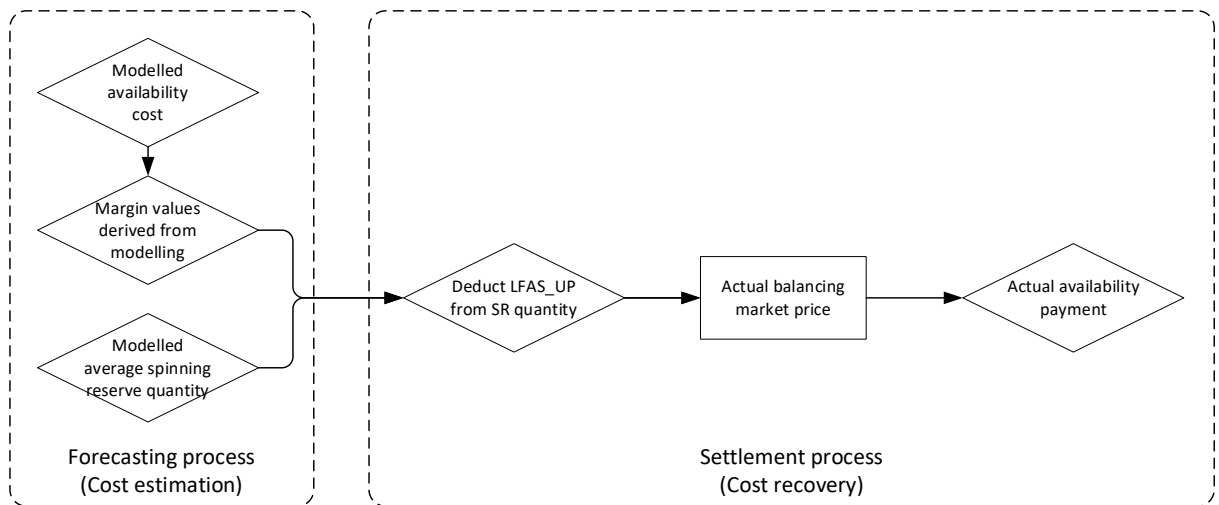 Modelled
availability
cost
Margin values
derived from
modelling
Modelled
average spinning
reserve quantity
Forecasting process
(Cost estimation)
Deduct LFAS_UP
from SR quantity
Actual balancing
market price
Actual availability
payment
Settlement process
(Cost recovery)